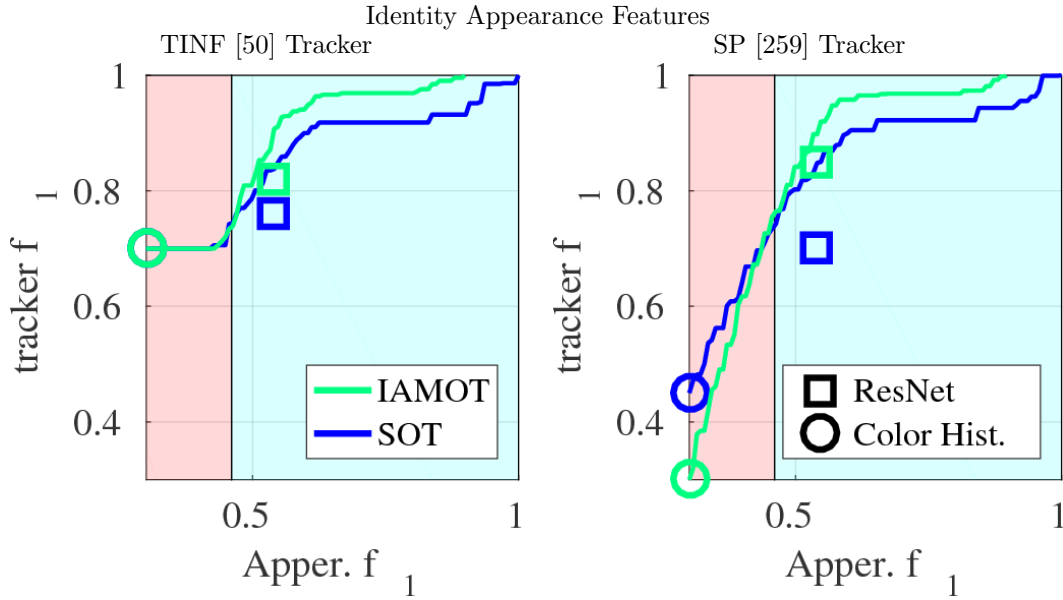 Identity Appearance Features
TINF [50] Tracker
SP [259] Tracker
1
0.8
0.6
0.4
0.5
1
tracker f 1
Apper. f 1
IAMOT
SOT
1
0.8
0.6
0.4
0.5
1
tracker f 1
Apper. f 1
ResNet
Color Hist.